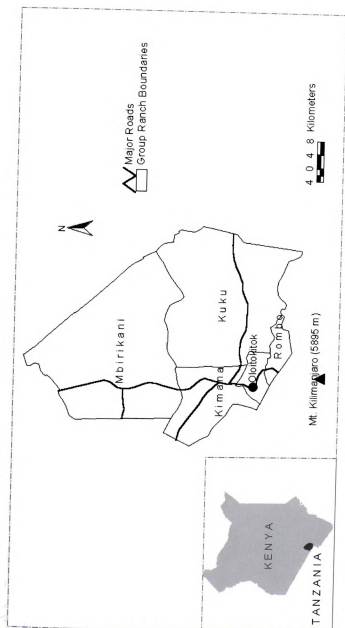 N
Major Roads
Group Ranch Boundaries
Mbirikani
Kuku
Kimana
Oloitokitok
Rombo
Mt. Kilimanjaro (5895 m)
4 0 4 8 Kilometers
KENYA
TANZANIA